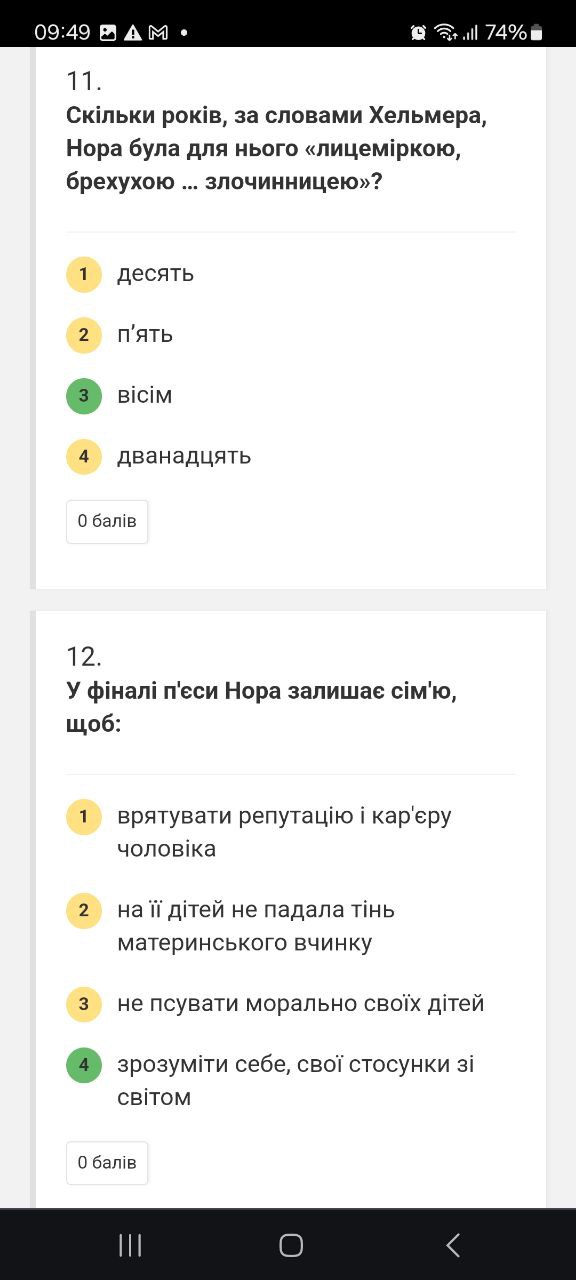 09:49 74%
11.
Скільки років, за словами Хельмера,
Нора була для нього «лицеміркою,
брехухою ... злочинницею»?
1 десять
2 п’ять
3 вісім
4 дванадцять
0 балів
12.
У фіналі п'єси Нора залишає сім'ю,
щоб:
1 врятувати репутацію і кар'єру
чоловіка
2 на її дітей не падала тінь
материнського вчинку
3 не псувати морально своїх дітей
4 зрозуміти себе, свої стосунки зі
світом
0 балів